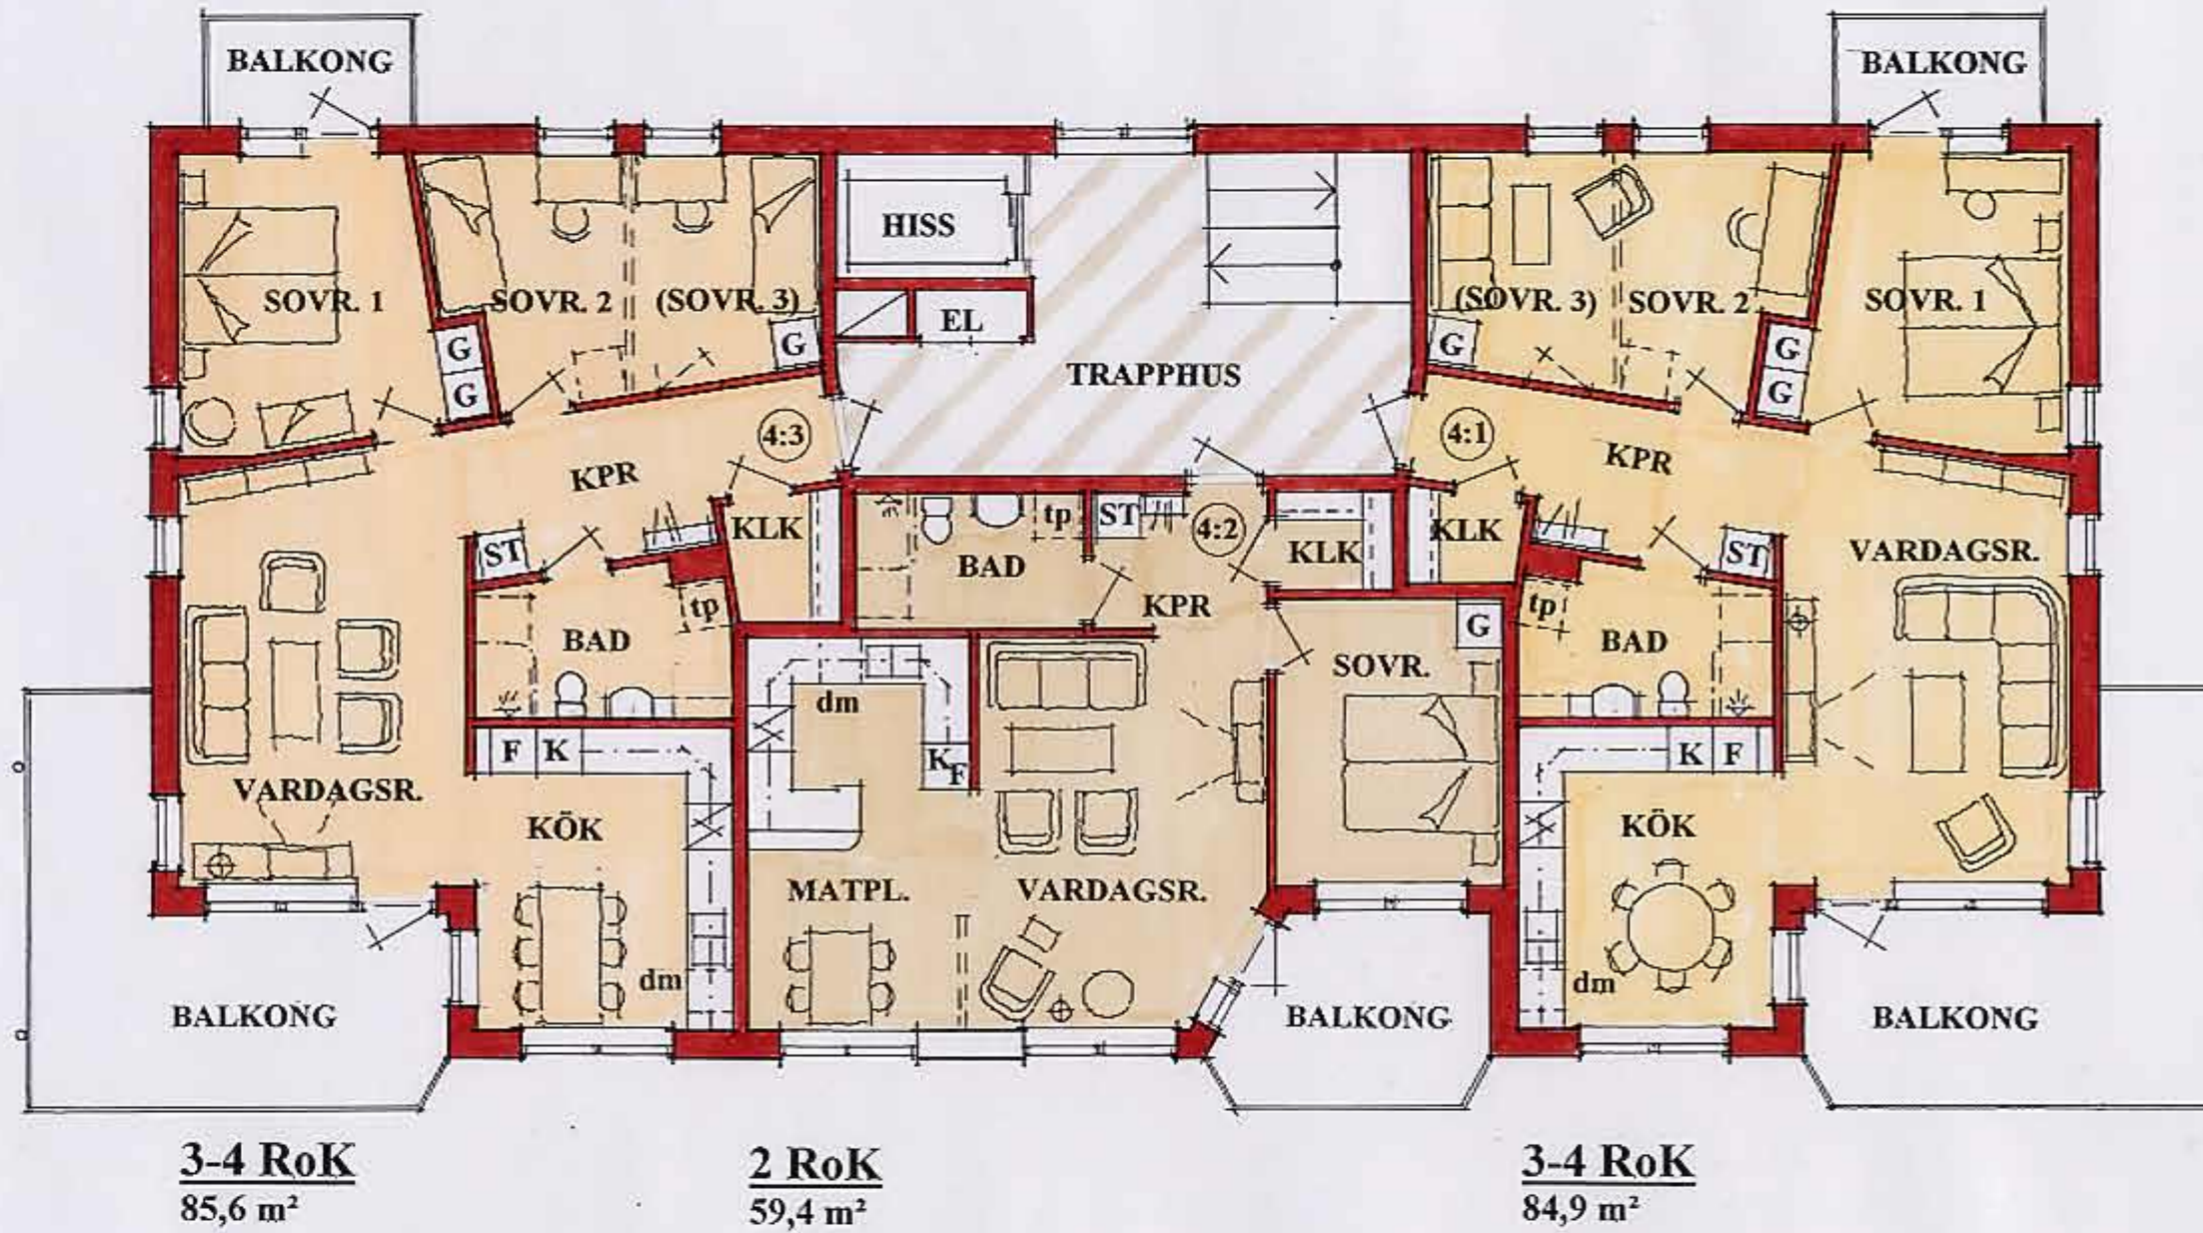 BALKONG
BALKONG
HISS
SOVR. 1
SOVR. 2
(SOVR. 3)
EL
(SOVR. 3)
SOVR. 2
SOVR. 1
G
G
G
TRAPPHUS
G
G
G
4:3
4:1
KPR
KPR
ST
KLK
tp
ST
4:2
KLK
KLK
ST
VARDAGSR.
BAD
KPR
tp
BAD
G
SOVR.
tp
BAD
dm
F K
K
F
K F
VARDAGSR.
KÖK
KÖK
MATPL.
VARDAGSR.
dm
dm
BALKONG
BALKONG
BALKONG
3-4 RoK
85,6 m²
2 RoK
59,4 m²
3-4 RoK
84,9 m²